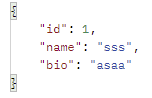 {
"id": 1,
"name": "sss",
"bio": "asaa"
}